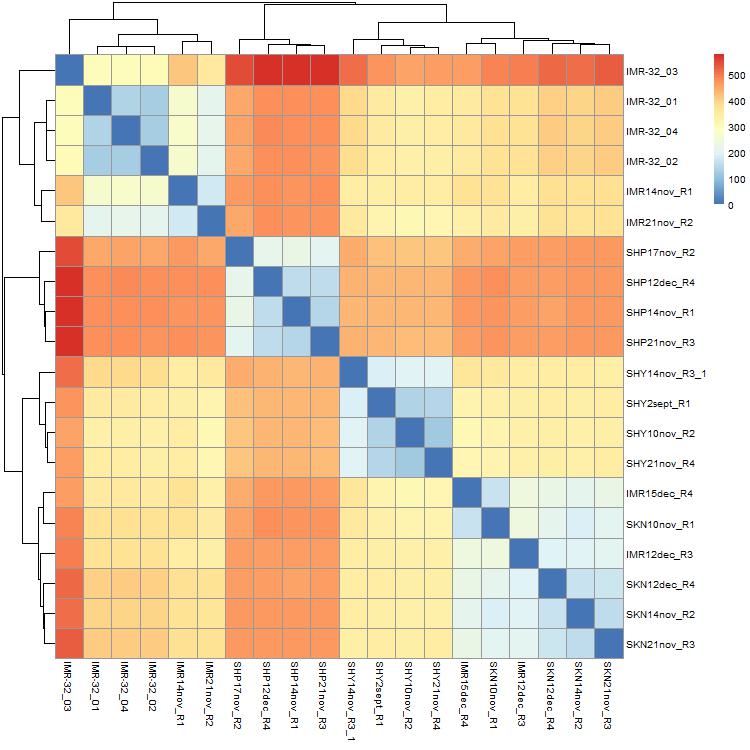 500
400
300
200
100
0
IMR-32_03
IMR-32_01
IMR-32_04
IMR-32_02
IMR14nov_R1
IMR21nov_R2
SHP17nov_R2
SHP12dec_R4
SHP14nov_R1
SHP21nov_R3
SHY14nov_R3_1
SHY2sept_R1
SHY10nov_R2
SHY21nov_R4
IMR15dec_R4
SKN10nov_R1
IMR12dec_R3
SKN12dec_R4
SKN14nov_R2
SKN21nov_R3
IMR-32_03
IMR-32_01
IMR-32_04
IMR-32_02
IMR14nov_R1
IMR21nov_R2
SHP17nov_R2
SHP12dec_R4
SHP14nov_R1
SHP21nov_R3
SHY14nov_R3_1
SHY2sept_R1
SHY10nov_R2
SHY21nov_R4
IMR15dec_R4
SKN10nov_R1
IMR12dec_R3
SKN12dec_R4
SKN14nov_R2
SKN21nov_R3